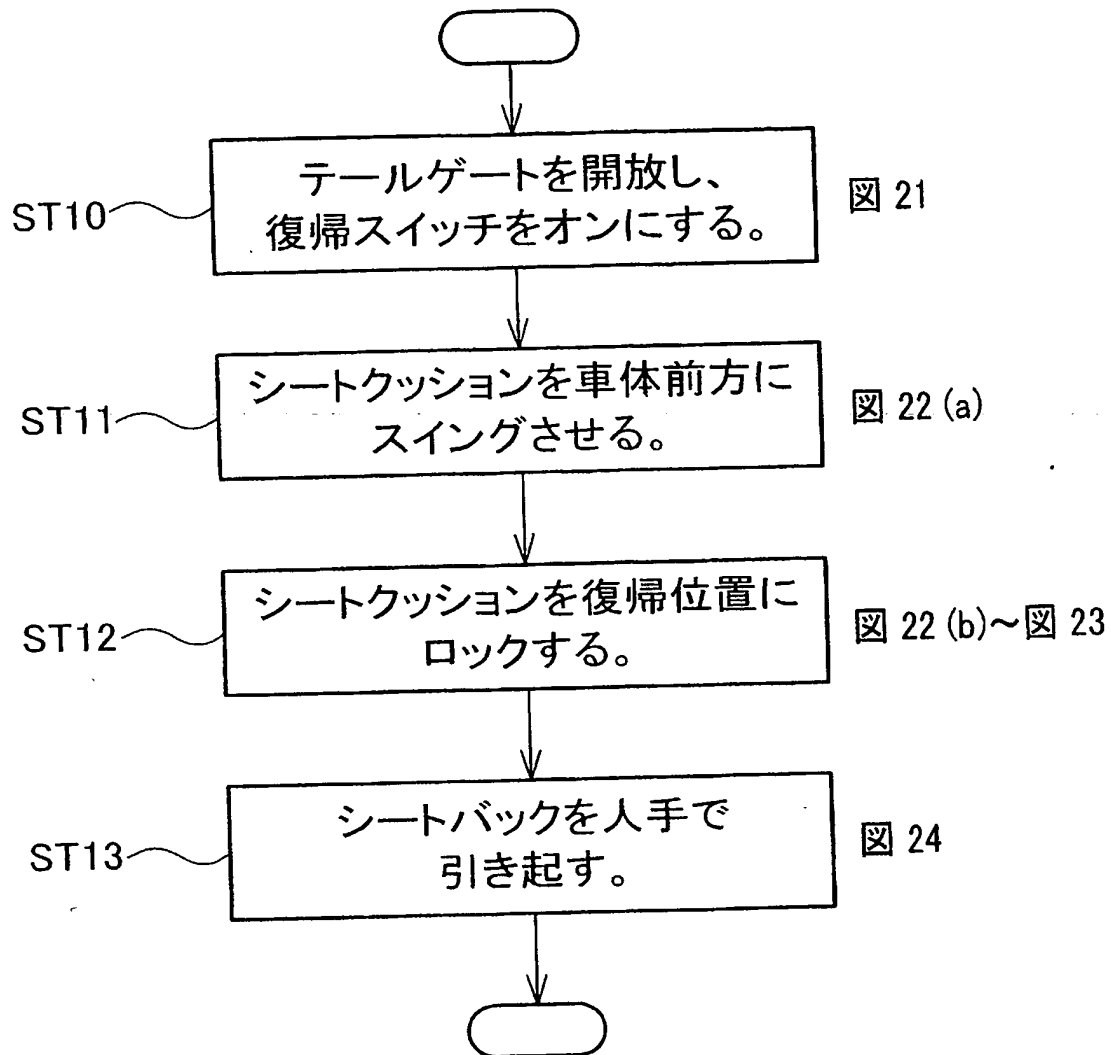 ST10
テールゲートを開放し、
復帰スイッチをオンにする。
図 21
ST11
シートクッションを車体前方に
スイングさせる。
図 22 (a)
ST12
シートクッションを復帰位置に
ロックする。
図 22 (b)～図 23
ST13
シートバックを人手で
引き起す。
図 24